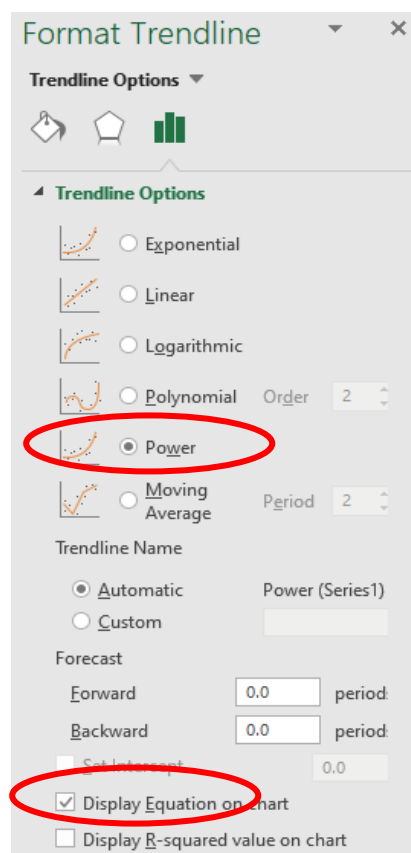 Format Trendline
Trendline Options
Trendline Options
Exponential
Linear
Logarithmic
Polynomial Order 2
Power
Moving
Average Period 2
Trendline Name
Automatic Power (Series1)
Custom
Forecast
Forward 0.0 period
Backward 0.0 period
Set Intercept 0.0
Display Equation on chart
Display R-squared value on chart